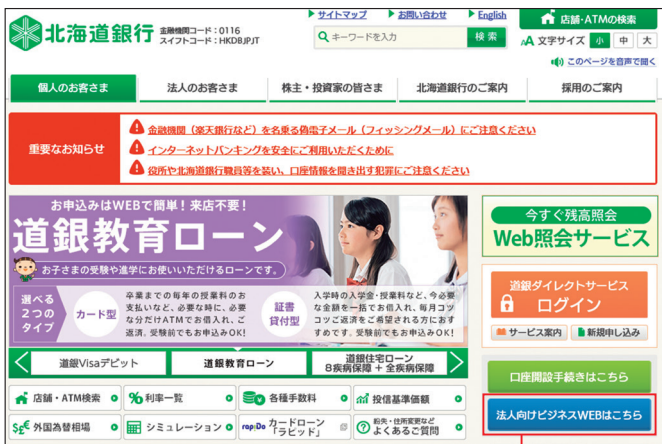 北海道銀行
金融機関コード：0116
スイフトコード：HKDBJPJT
サイトマップ
お問い合わせ
English
店舗・ATMの検索
キーワードを入力
検索
AA 文字サイズ 小 中 大
このページを音声で聞く
個人のお客さま
法人のお客さま
株主・投資家の皆さま
北海道銀行のご案内
採用のご案内
重要なお知らせ
金融機関（楽天銀行など）を名乗る偽電子メール（フィッシングメール）にご注意ください
インターネットバンキングを安全にご利用いただくために
役所や北海道銀行職員等を装い、口座情報を聞き出す犯罪にご注意ください
お申込みはWEBで簡単！来店不要！
道銀教育ローン
お子さまの受験や進学にお使いいただけるローンです。
選べる
2つの
タイプ
カード型
卒業までの毎年の授業料のお
支払いなど、必要な時に、必要
な分だけATMでお借入れ、ご
返済。受験前でもお申込みOK！
証書
貸付型
入学時の入学金・授業料など、今必要
な金額を一括でお借入れ、毎月コツ
コツご返済をご希望される方におす
すめです。受験前でもお申込みOK！
道銀Visaデビット
道銀教育ローン
道銀住宅ローン
8疾病保障 + 全疾病保障
今すぐ残高照会
Web照会サービス
道銀ダイレクトサービス
ログイン
サービス案内
新規申し込み
口座開設手続きはこちら
法人向けビジネスWEBはこちら
店舗・ATM検索
利率一覧
各種手数料
投信基準価額
外国為替相場
シミュレーション
rapiDo カードローン
「ラピッド」
紛失・住所変更など
よくあるご質問